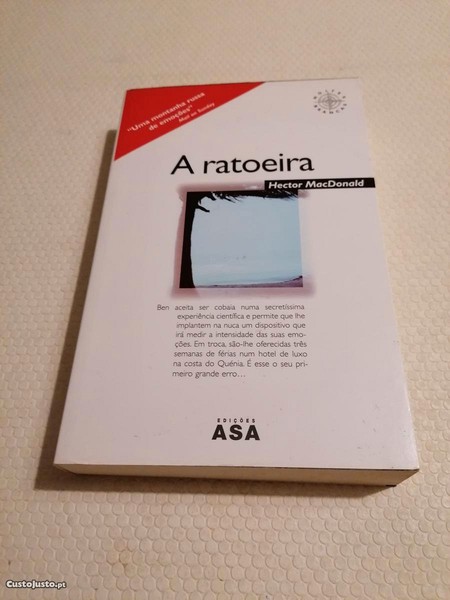 "Uma montanha russa
de emoções"
Mail on Sunday
A ratoeira
Hector MacDonald
Ben aceita ser cobaia numa secretíssima
experiência científica e permite que lhe
implantem na nuca um dispositivo que
irá medir a intensidade das suas emo-
ções. Em troca, são-lhe oferecidas três
semanas de férias num hotel de luxo
na costa do Quénia. É esse o seu pri-
meiro grande erro...
EDIÇÕES
ASA
CustoJusto.pt